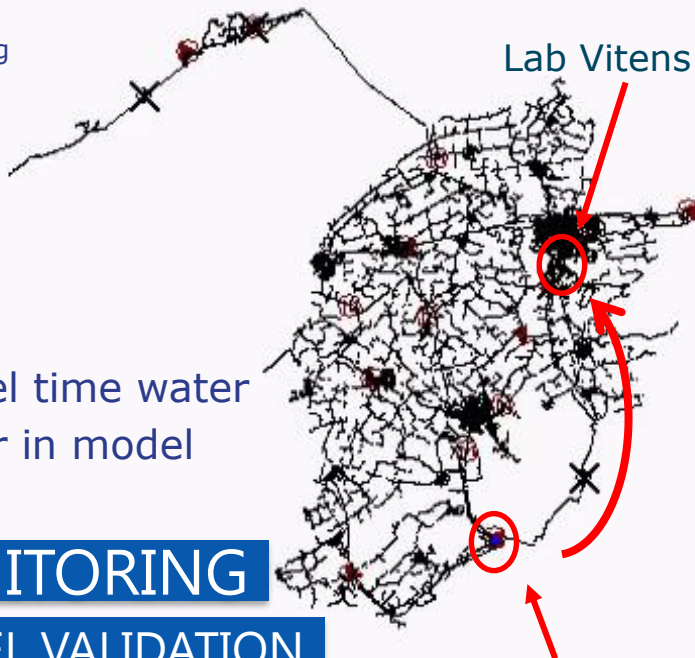 g
Lab Vitens
el time water
r in model
ITORING
EL VALIDATION